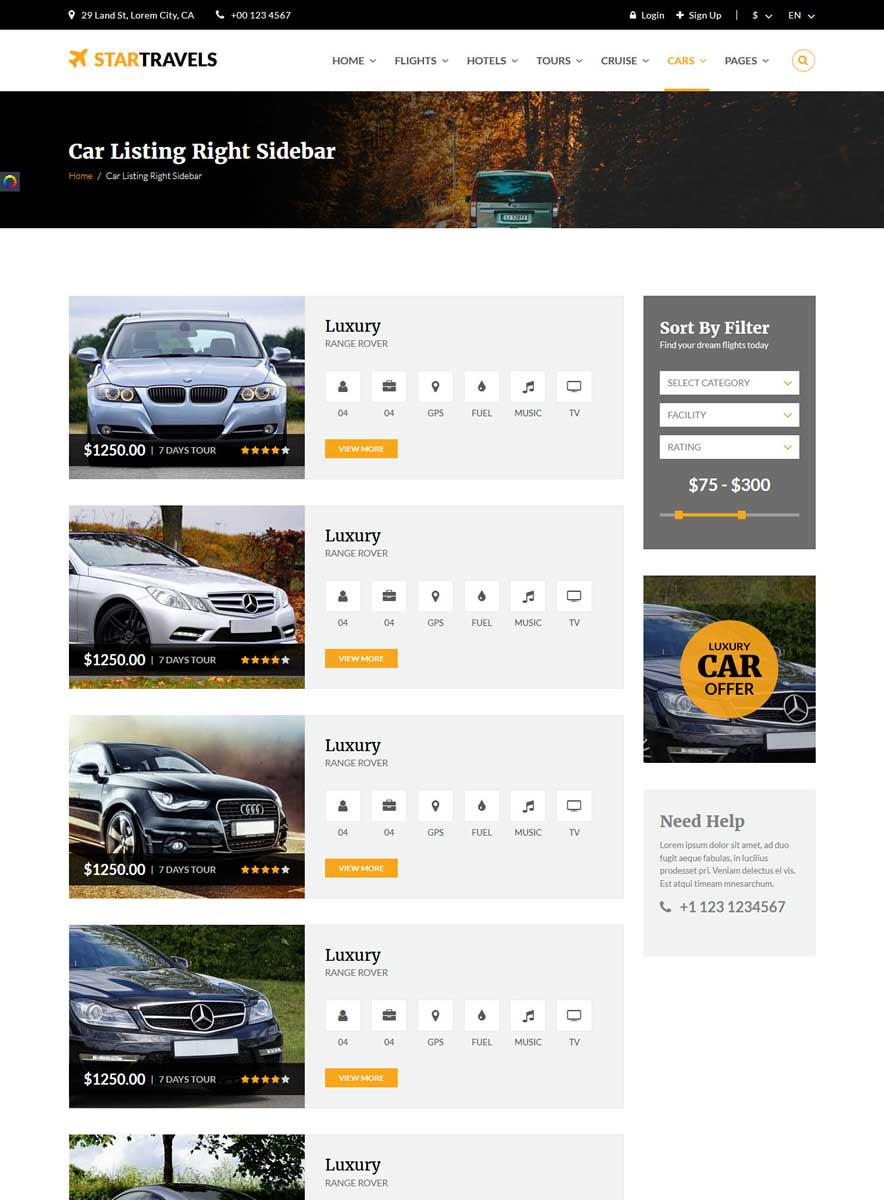 29 Land St, Lorem City, CA +00 123 4567 Login Sign Up | $ EN
STARTRAVELS HOME FLIGHTS HOTELS TOURS CRUISE CARS PAGES
Car Listing Right Sidebar
Home / Car Listing Right Sidebar
Luxury
RANGE ROVER
04 04 GPS FUEL MUSIC TV
$1250.00 | 7 DAYS TOUR
VIEW MORE
Luxury
RANGE ROVER
04 04 GPS FUEL MUSIC TV
$1250.00 | 7 DAYS TOUR
VIEW MORE
Luxury
RANGE ROVER
04 04 GPS FUEL MUSIC TV
$1250.00 | 7 DAYS TOUR
VIEW MORE
Luxury
RANGE ROVER
04 04 GPS FUEL MUSIC TV
$1250.00 | 7 DAYS TOUR
VIEW MORE
Luxury
RANGE ROVER
Sort By Filter
Find your dream flights today
SELECT CATEGORY
FACILITY
RATING
$75 - $300
LUXURY
CAR
OFFER
Need Help
Lorem ipsum dolor sit amet, ad duo
fugit aeque fabulas, in lucilius
prodesset pri. Veniam delectus ei vis.
Est atqui timeam mnesarchum.
+1 123 1234567